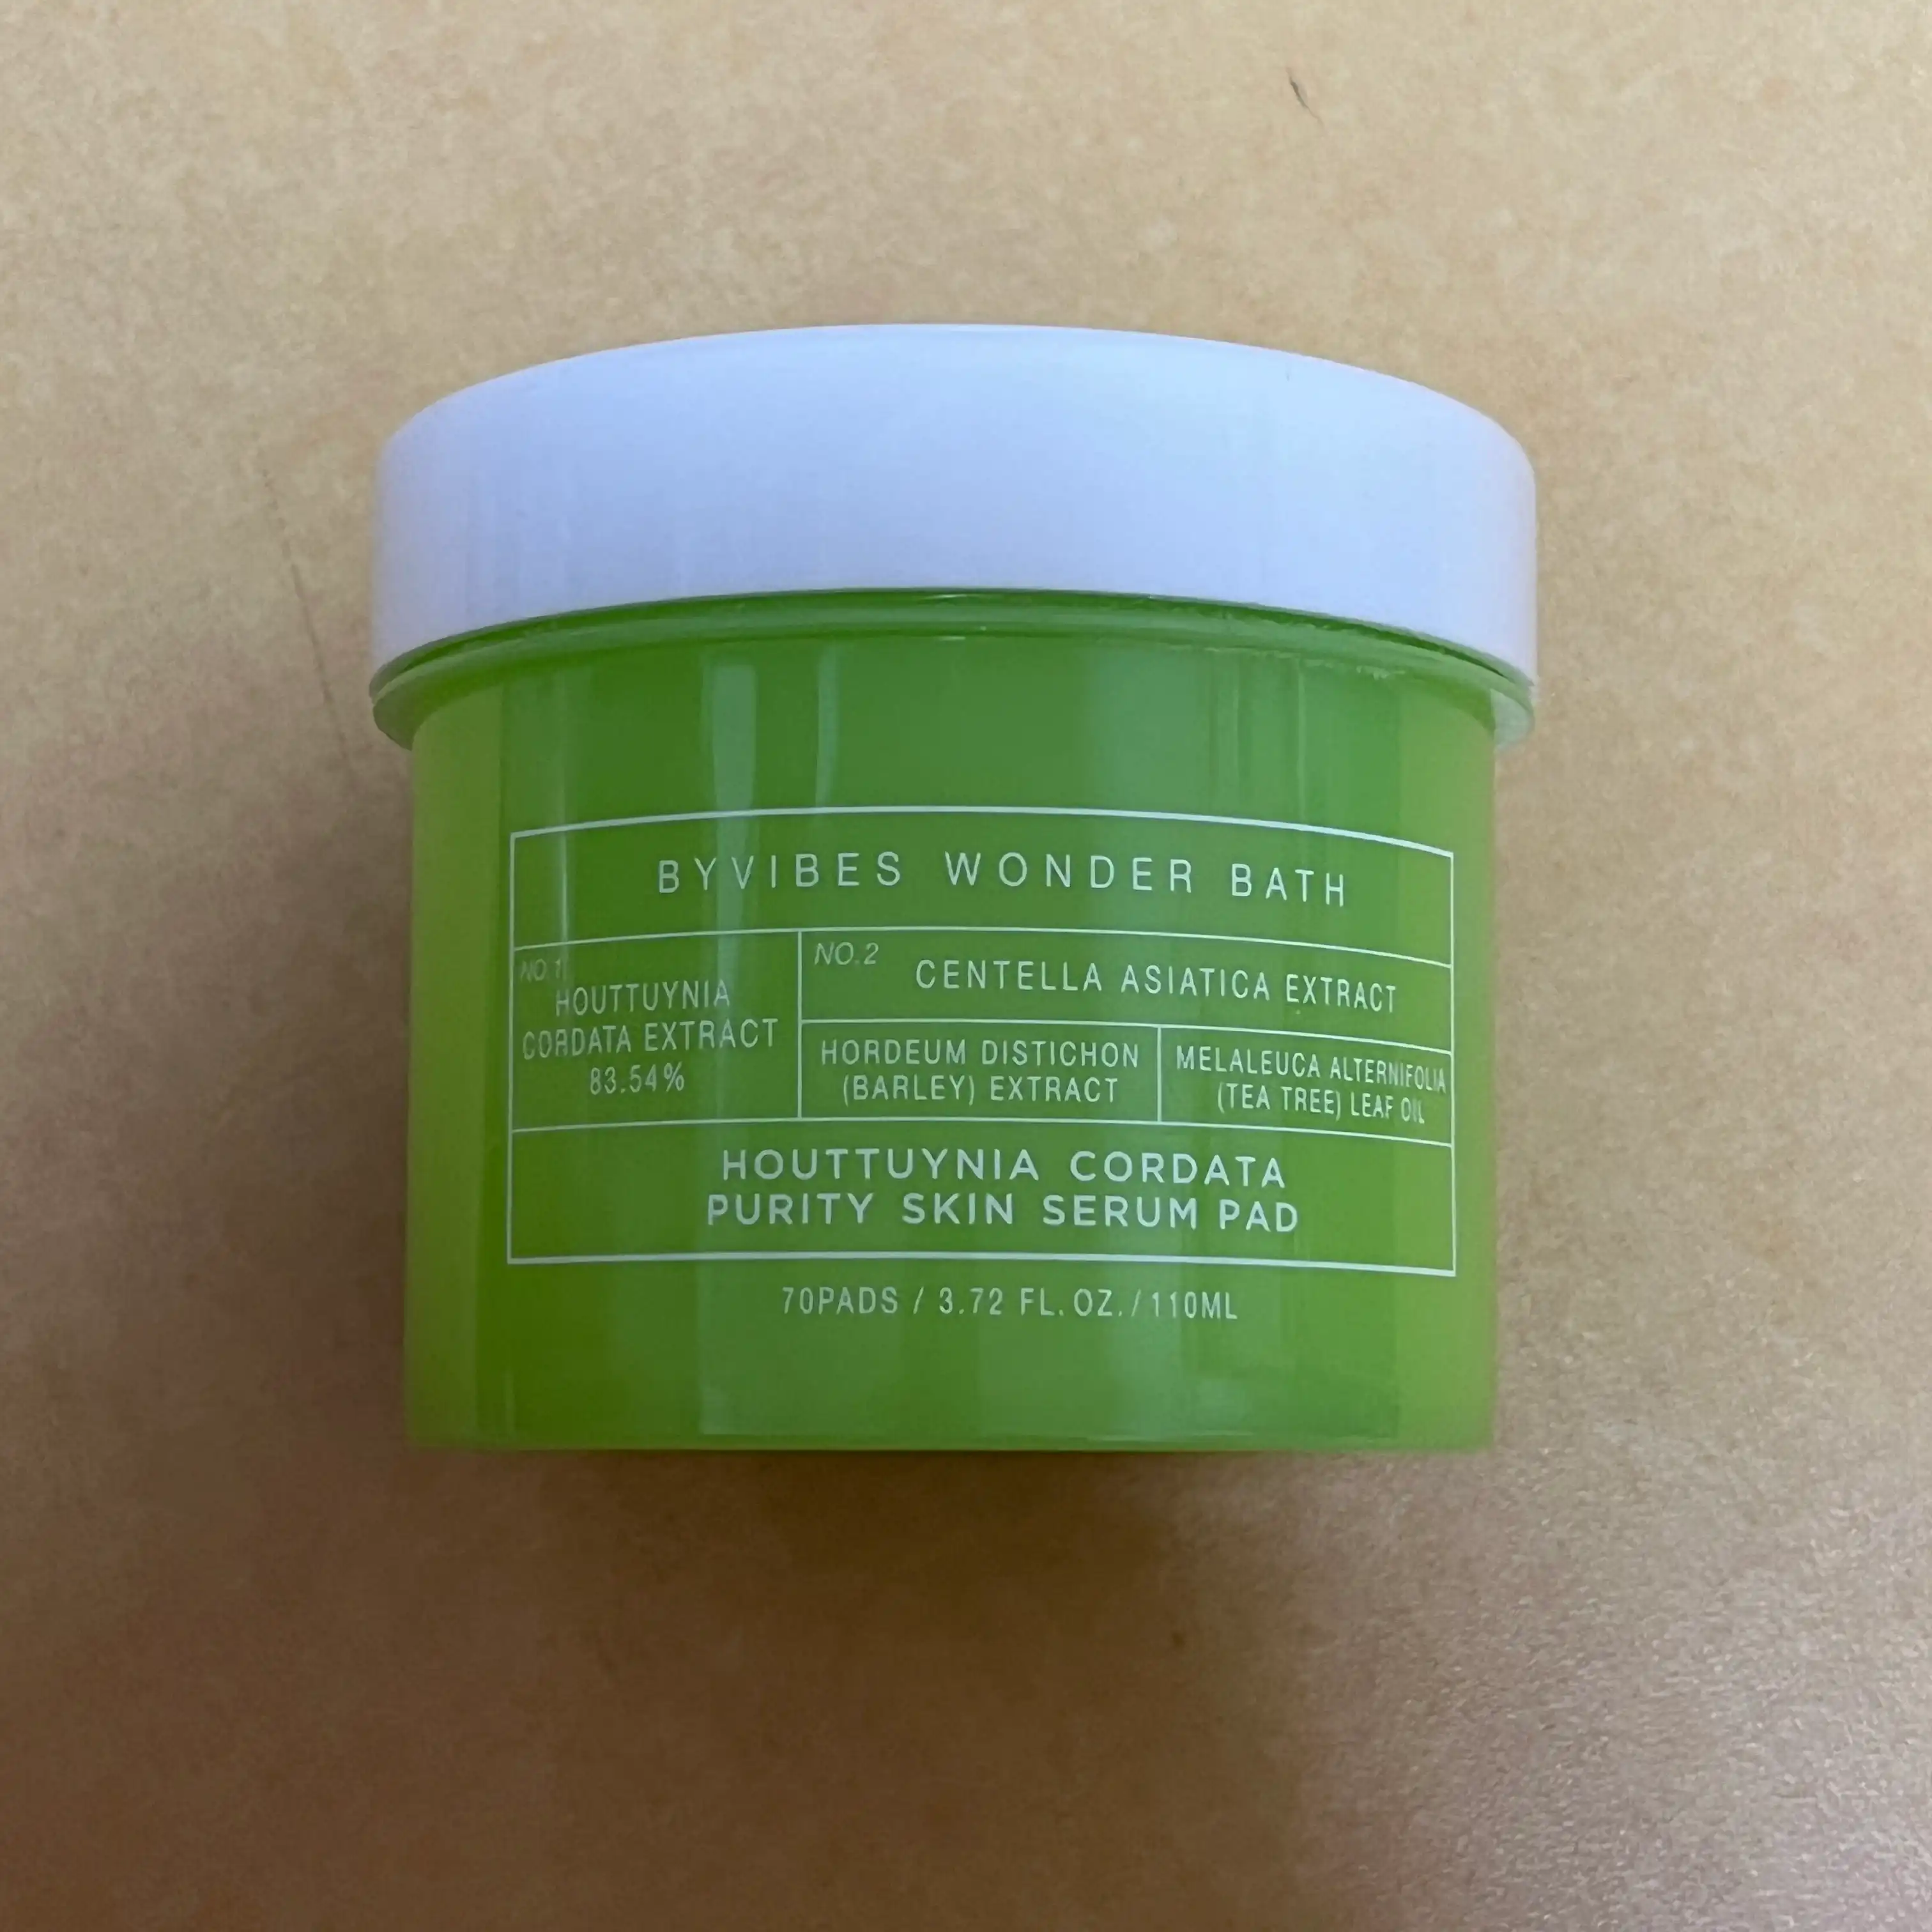 BYVIBES WONDER BATH
NO.1
HOUTTUYNIA
CORDATA EXTRACT
83.54%
NO.2
CENTELLA ASIATICA EXTRACT
HORDEUM DISTICHON
(BARLEY) EXTRACT
MELALEUCA ALTERNIFOLIA
(TEA TREE) LEAF OIL
HOUTTUYNIA CORDATA
PURITY SKIN SERUM PAD
70PADS / 3.72 FL. OZ. / 110ML